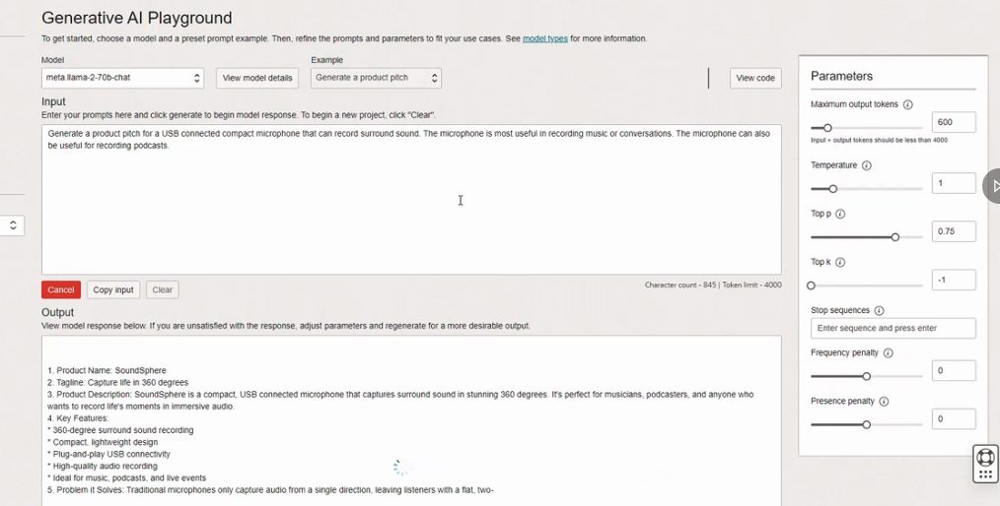 Generative AI Playground
To get started, choose a model and a preset prompt example. Then, refine the prompts and parameters to fit your use cases. See model types for more information.
Model
Example
meta.llama-2-70b-chat
View model details
Generate a product pitch
View code
Input
Enter your prompts here and click generate to begin model response. To begin a new project, click "Clear".
Generate a product pitch for a USB connected compact microphone that can record surround sound. The microphone is most useful in recording music or conversations. The microphone can also
be useful for recording podcasts.
Cancel
Copy input
Clear
Character count - 845 | Token limit - 4000
Output
View model response below. If you are unsatisfied with the response, adjust parameters and regenerate for a more desirable output.
1. Product Name: SoundSphere
2. Tagline: Capture life in 360 degrees
3. Product Description: SoundSphere is a compact, USB connected microphone that captures surround sound in stunning 360 degrees. It's perfect for musicians, podcasters, and anyone who
wants to record life's moments in immersive audio.
4. Key Features:
* 360-degree surround sound recording
* Compact, lightweight design
* Plug-and-play USB connectivity
* High-quality audio recording
* Ideal for music, podcasts, and live events
5. Problem it Solves: Traditional microphones only capture audio from a single direction, leaving listeners with a flat, two-
Parameters
Maximum output tokens
600
Input + output tokens should be less than 4000
Temperature
1
Top p
0.75
Top k
-1
Stop sequences
Enter sequence and press enter
Frequency penalty
0
Presence penalty
0